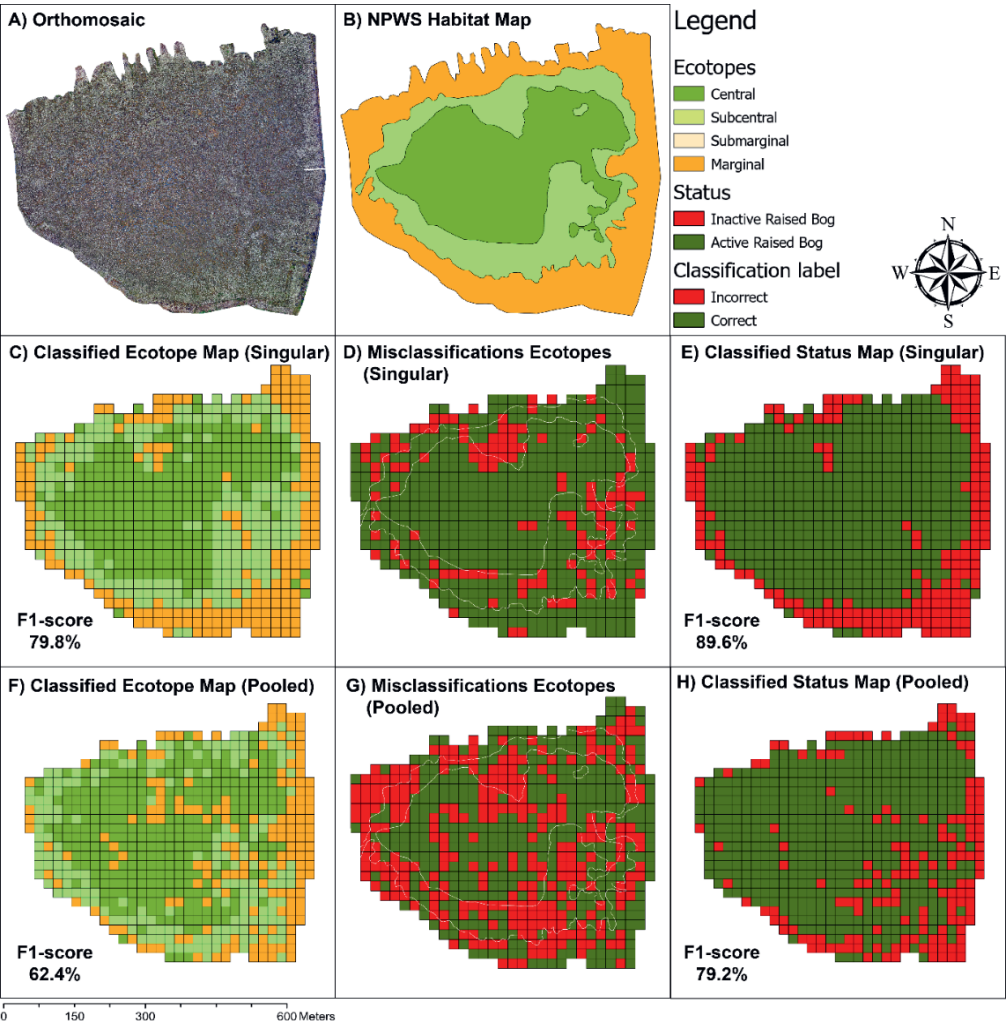 A) Orthomosaic
B) NPWS Habitat Map
Legend
Ecotopes
Central
Subcentral
Submarginal
Marginal
Status
Inactive Raised Bog
Active Raised Bog
Classification label
Incorrect
Correct
N
W
E
S
C) Classified Ecotope Map (Singular)
F1-score
79.8%
D) Misclassifications Ecotopes
(Singular)
E) Classified Status Map (Singular)
F1-score
89.6%
F) Classified Ecotope Map (Pooled)
F1-score
62.4%
G) Misclassifications Ecotopes
(Pooled)
H) Classified Status Map (Pooled)
F1-score
79.2%
0 150 300 600 Meters